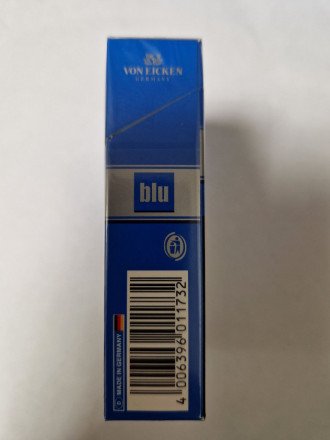 VON EICKEN
GERMANY
blu
4 006396 011732
D MADE IN GERMANY